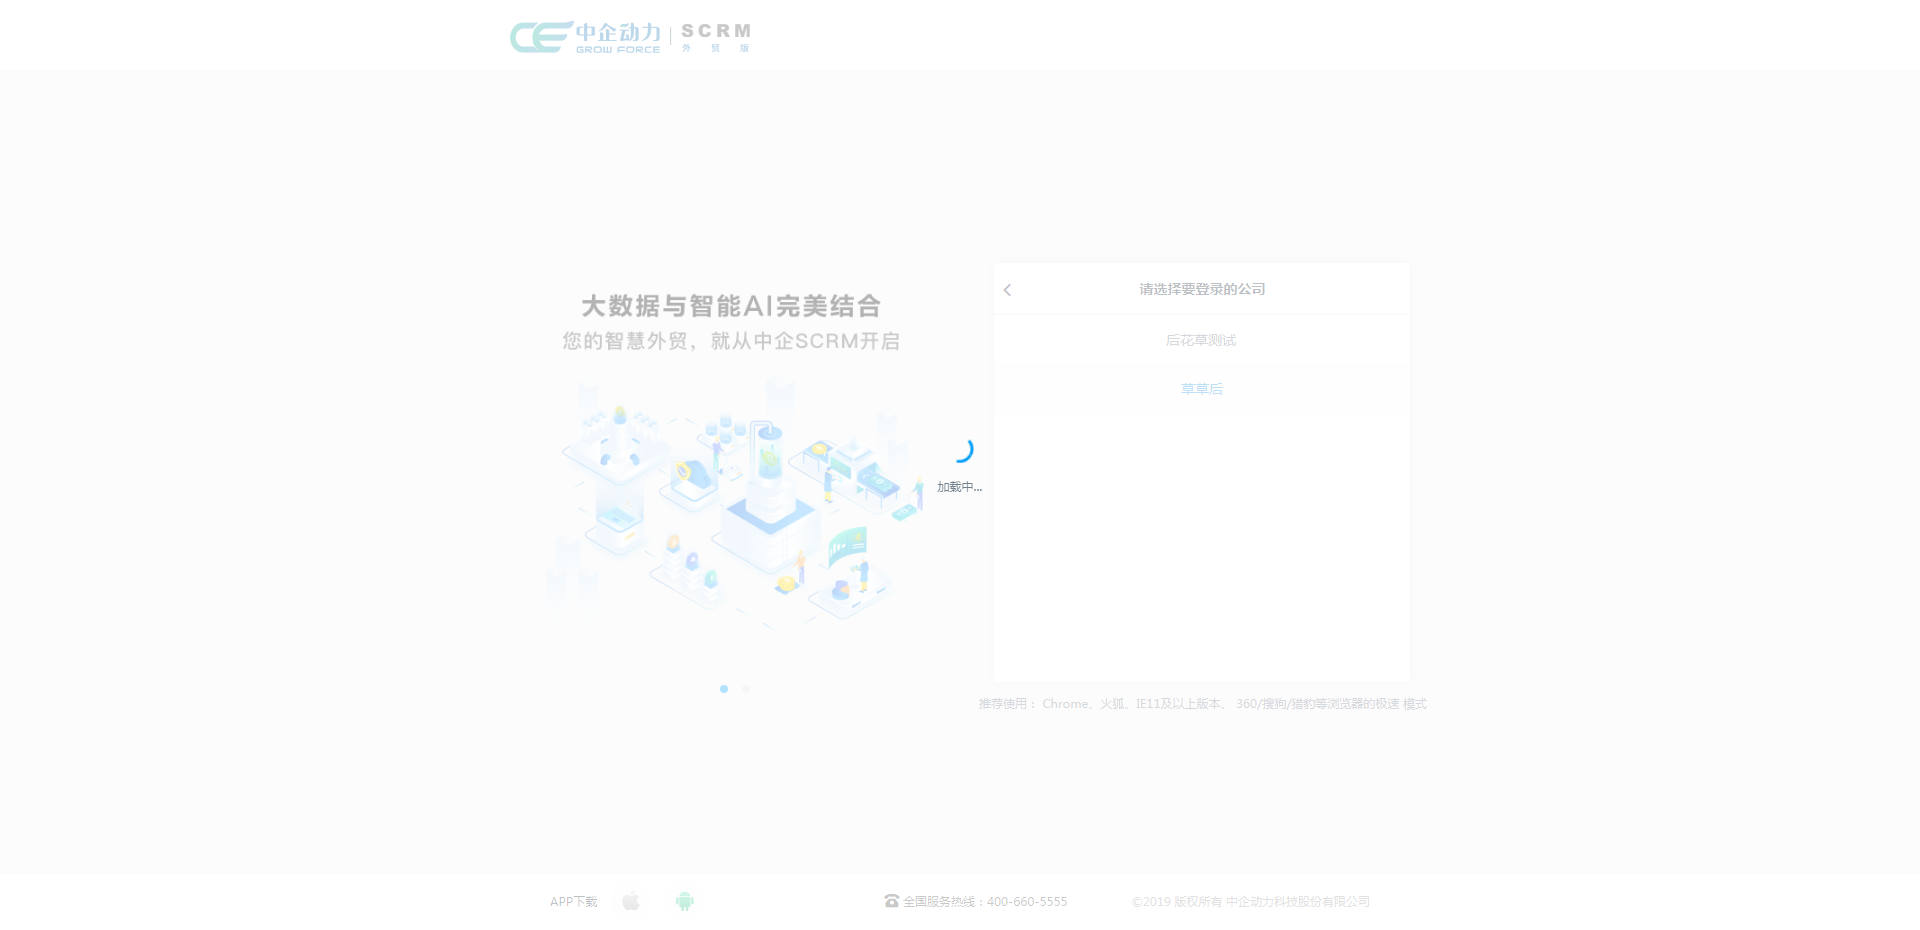 中企动力
GROW FORCE
SCRM
外贸版
大数据与智能AI完美结合
您的智慧外贸，就从中企SCRM开启
请选择要登录的公司
后花草测试
草草后
加载中...
推荐使用： Chrome、火狐、IE11及以上版本、 360/搜狗/猎豹等浏览器的极速 模式
APP下载
全国服务热线：400-660-5555
©2019 版权所有 中企动力科技股份有限公司